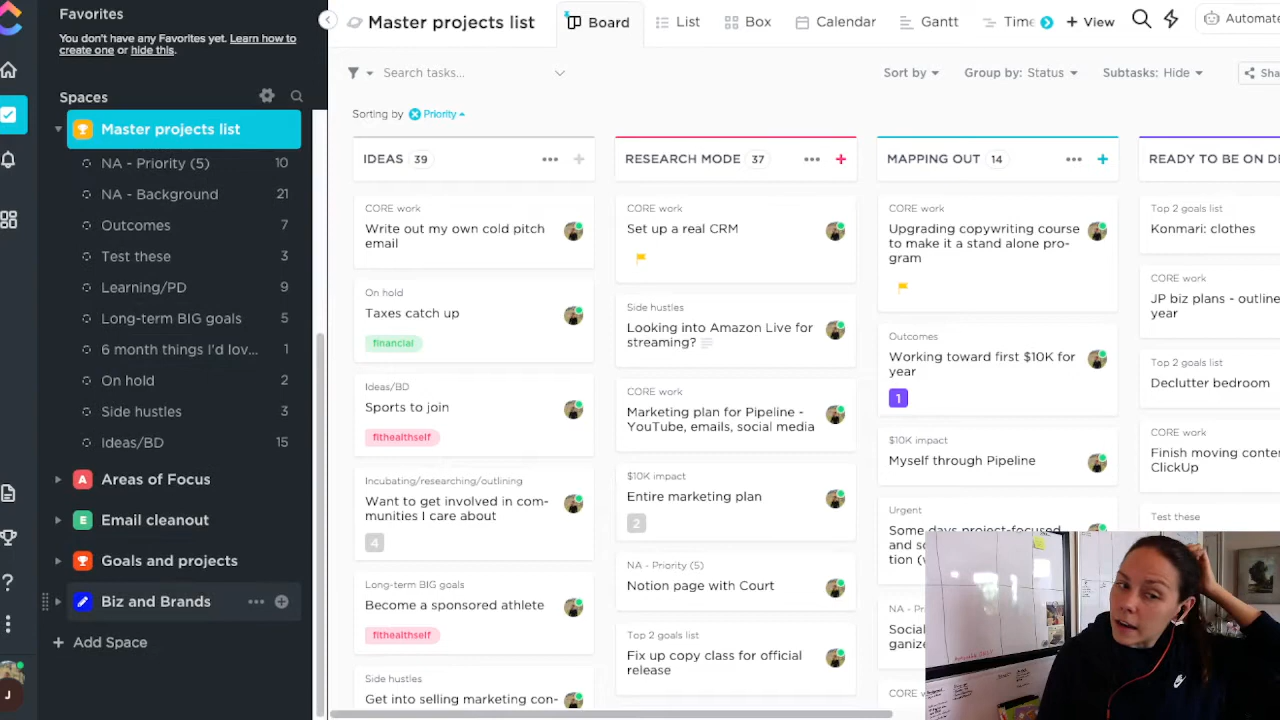 Favorites
You don't have any Favorites yet. Learn how to
create one or hide this.
Spaces
Master projects list
NA - Priority (5) 10
NA - Background 21
Outcomes 7
Test these 3
Learning/PD 9
Long-term BIG goals 5
6 month things I'd lov... 1
On hold 2
Side hustles 3
Ideas/BD 15
A Areas of Focus
E Email cleanout
Goals and projects
Biz and Brands
+ Add Space
J
Master projects list
Board
List
Box
Calendar
Gantt
Time
+ View
Automate
Search tasks...
Sort by
Group by: Status
Subtasks: Hide
Sha
Sorting by Priority
IDEAS 39
CORE work
Write out my own cold pitch
email
On hold
Taxes catch up
financial
Ideas/BD
Sports to join
fithealthself
Incubating/researching/outlining
Want to get involved in com-
munities I care about
4
Long-term BIG goals
Become a sponsored athlete
fithealthself
Side hustles
Get into selling marketing con-
RESEARCH MODE 37
CORE work
Set up a real CRM
Side hustles
Looking into Amazon Live for
streaming?
CORE work
Marketing plan for Pipeline -
YouTube, emails, social media
$10K impact
Entire marketing plan
2
NA - Priority (5)
Notion page with Court
Top 2 goals list
Fix up copy class for official
release
MAPPING OUT 14
CORE work
Upgrading copywriting course
to make it a stand alone pro-
gram
Outcomes
Working toward first $10K for
year
1
$10K impact
Myself through Pipeline
Urgent
Some days project-focused
and so
tion (
NA - Pr
Social
ganize
CORE w
READY TO BE ON DE
Top 2 goals list
Konmari: clothes
CORE work
JP biz plans - outline
year
Top 2 goals list
Declutter bedroom
CORE work
Finish moving conte
ClickUp
Test these